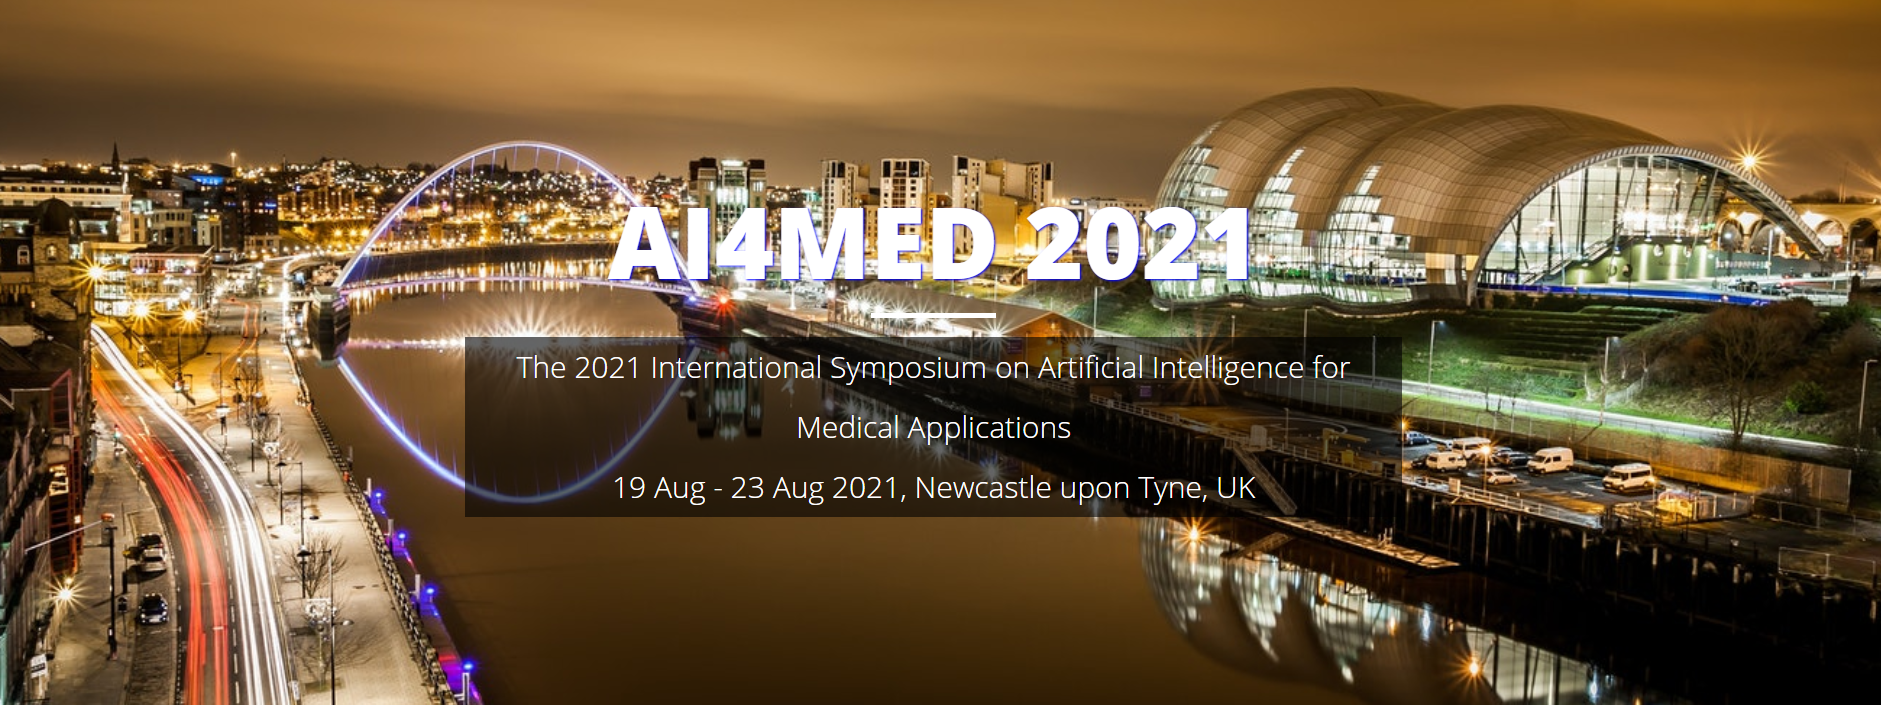 AI4MED 2021
The 2021 International Symposium on Artificial Intelligence for
Medical Applications
19 Aug - 23 Aug 2021, Newcastle upon Tyne, UK